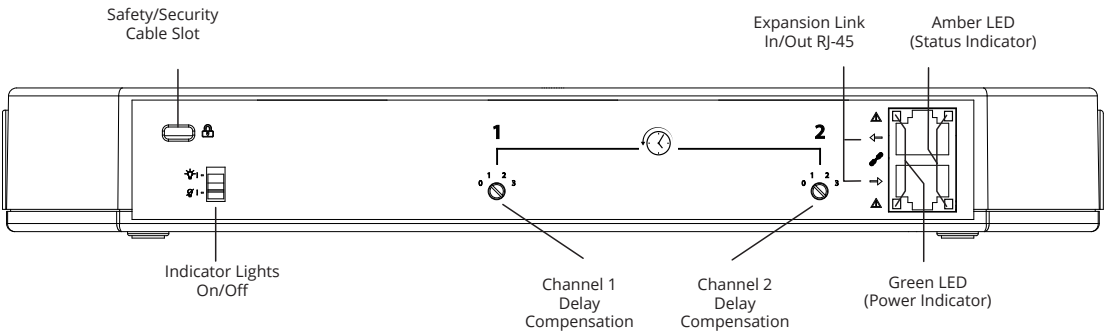 Safety/Security
Cable Slot
Expansion Link
In/Out RJ-45
Amber LED
(Status Indicator)
1
2
0 1 2 3
0 1 2 3
Indicator Lights
On/Off
Channel 1
Delay
Compensation
Channel 2
Delay
Compensation
Green LED
(Power Indicator)